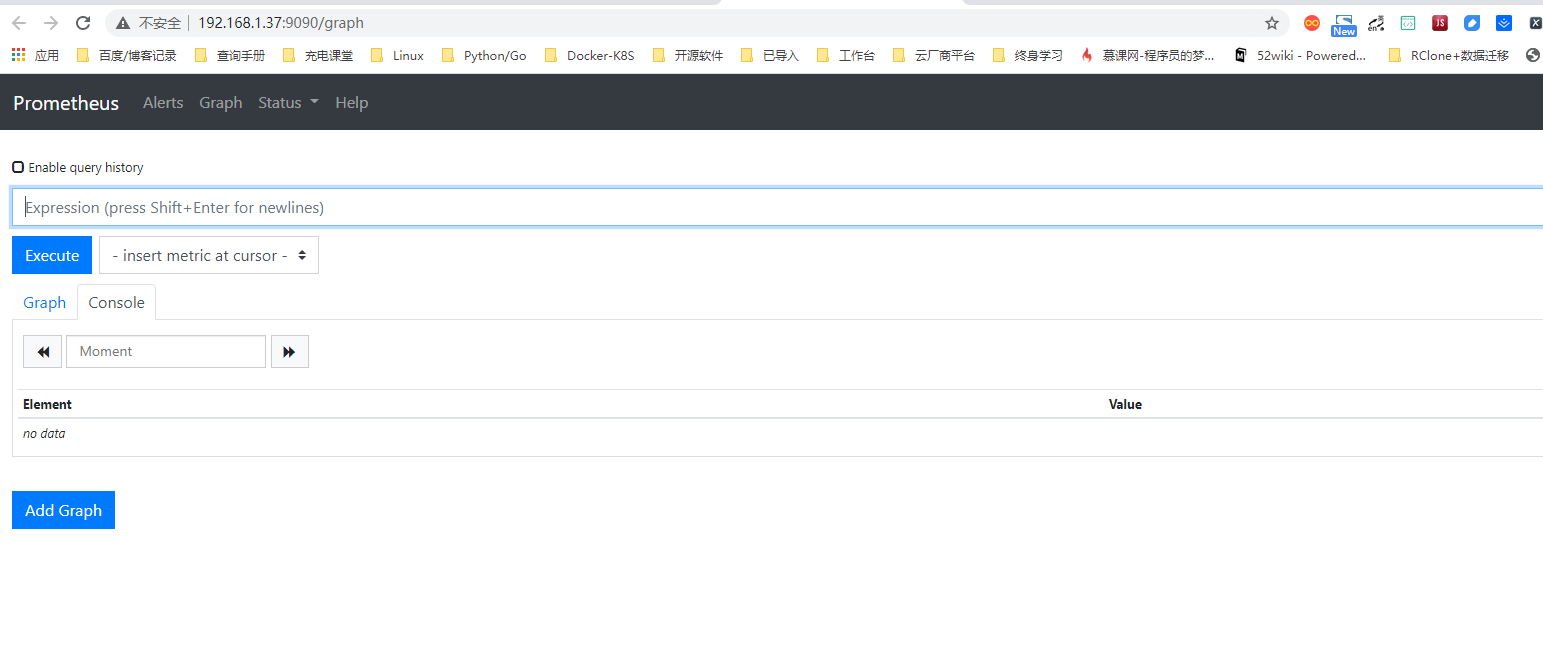 不安全 192.168.1.37:9090/graph
New
应用 百度/博客记录 查询手册 充电课堂 Linux Python/Go Docker-K8S 开源软件 已导入 工作台 云厂商平台 终身学习 慕课网-程序员的梦... 52wiki - Powered... RClone+数据迁移
Prometheus Alerts Graph Status Help
Enable query history
Expression (press Shift+Enter for newlines)
Execute - insert metric at cursor -
Graph Console
Moment
Element Value
no data
Add Graph